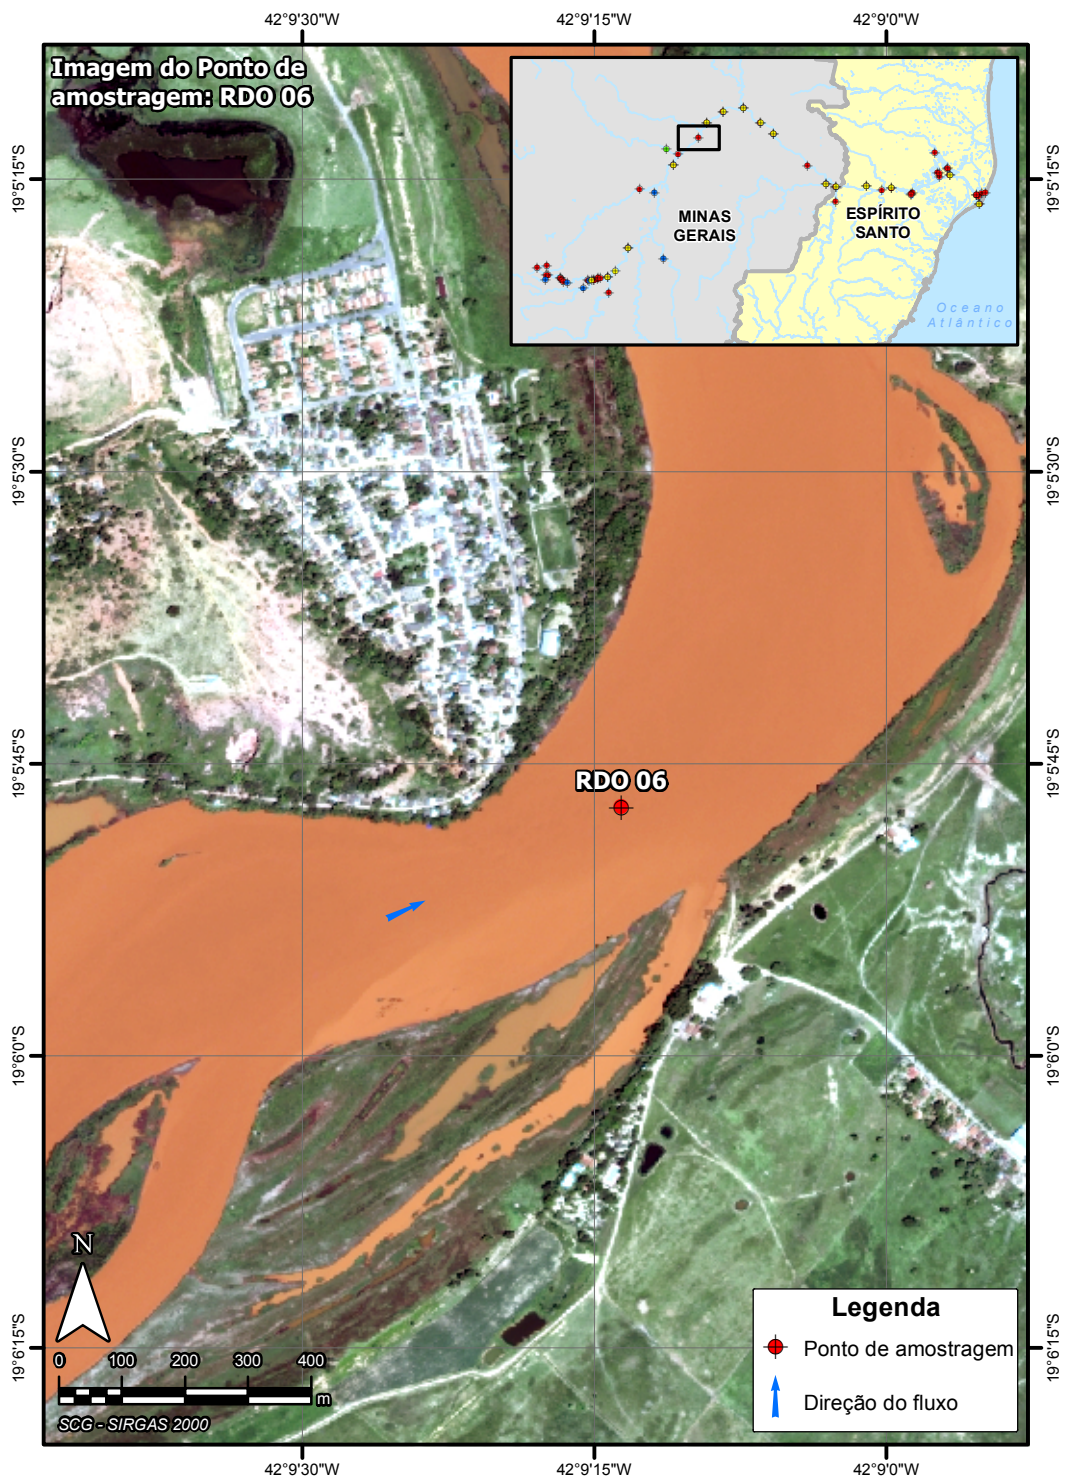 42°9'30"W
42°9'15"W
42°9'0"W
Imagem do Ponto de
amostragem: RDO 06
MINAS
GERAIS
ESPÍRITO
SANTO
Oceano
Atlântico
19°5'15"S
19°5'15"S
19°5'30"S
19°5'30"S
19°5'45"S
19°5'45"S
RDO 06
19°6'0"S
19°6'0"S
N
19°6'15"S
19°6'15"S
0 100 200 300 400
m
SCG - SIRGAS 2000
Legenda
Ponto de amostragem
Direção do fluxo
42°9'30"W
42°9'15"W
42°9'0"W